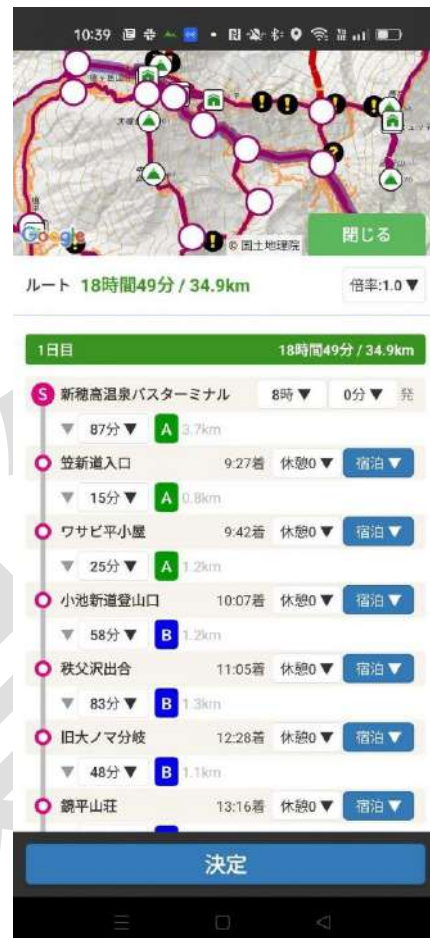 10:39
Google
© 国土地理院
閉じる
ルート 18時間49分 / 34.9km
倍率:1.0▼
1日目 18時間49分 / 34.9km
S 新穂高温泉バスターミナル 8時▼ 0分▼ 発
▼ 87分▼ A 3.7km
笠新道入口 9:27着 休憩0▼ 宿泊▼
▼ 15分▼ A 0.8km
ワサビ平小屋 9:42着 休憩0▼ 宿泊▼
▼ 25分▼ A 1.2km
小池新道登山口 10:07着 休憩0▼ 宿泊▼
▼ 58分▼ B 1.2km
秩父沢出合 11:05着 休憩0▼ 宿泊▼
▼ 83分▼ B 1.3km
旧大ノマ分岐 12:28着 休憩0▼ 宿泊▼
▼ 48分▼ B 1.1km
鏡平山荘 13:16着 休憩0▼ 宿泊▼
決定